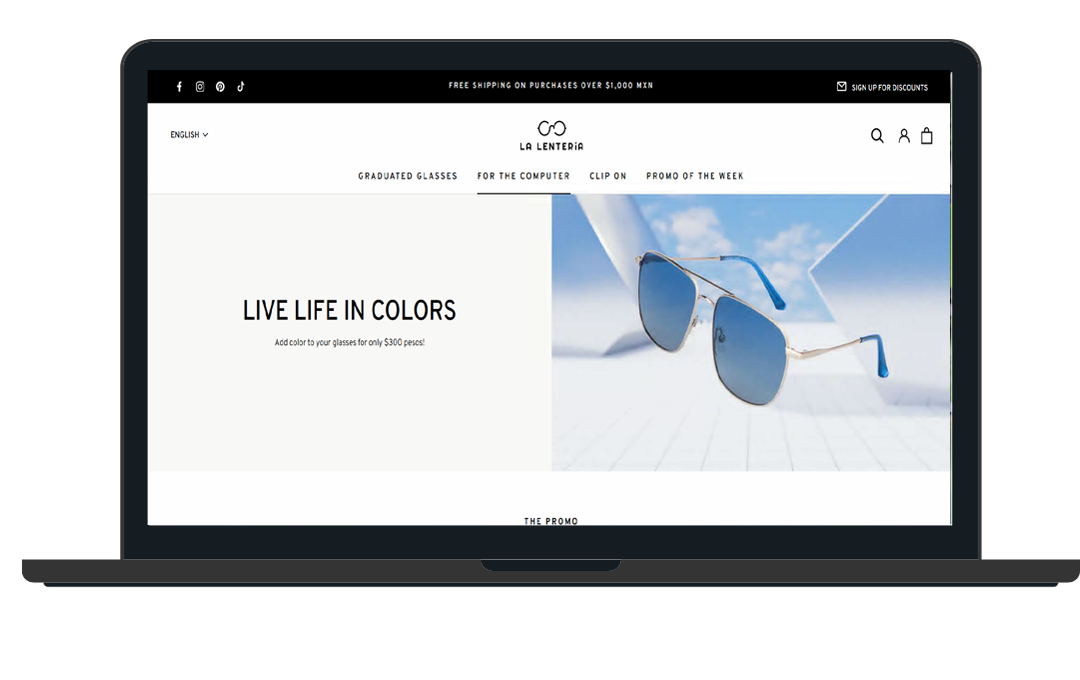 FREE SHIPPING ON PURCHASES OVER $1,000 MXN
SIGN UP FOR DISCOUNTS
ENGLISH
LA LENTERíA
GRADUATED GLASSES
FOR THE COMPUTER
CLIP ON
PROMO OF THE WEEK
LIVE LIFE IN COLORS
Add color to your glasses for only $300 pesos!
THE PROMO